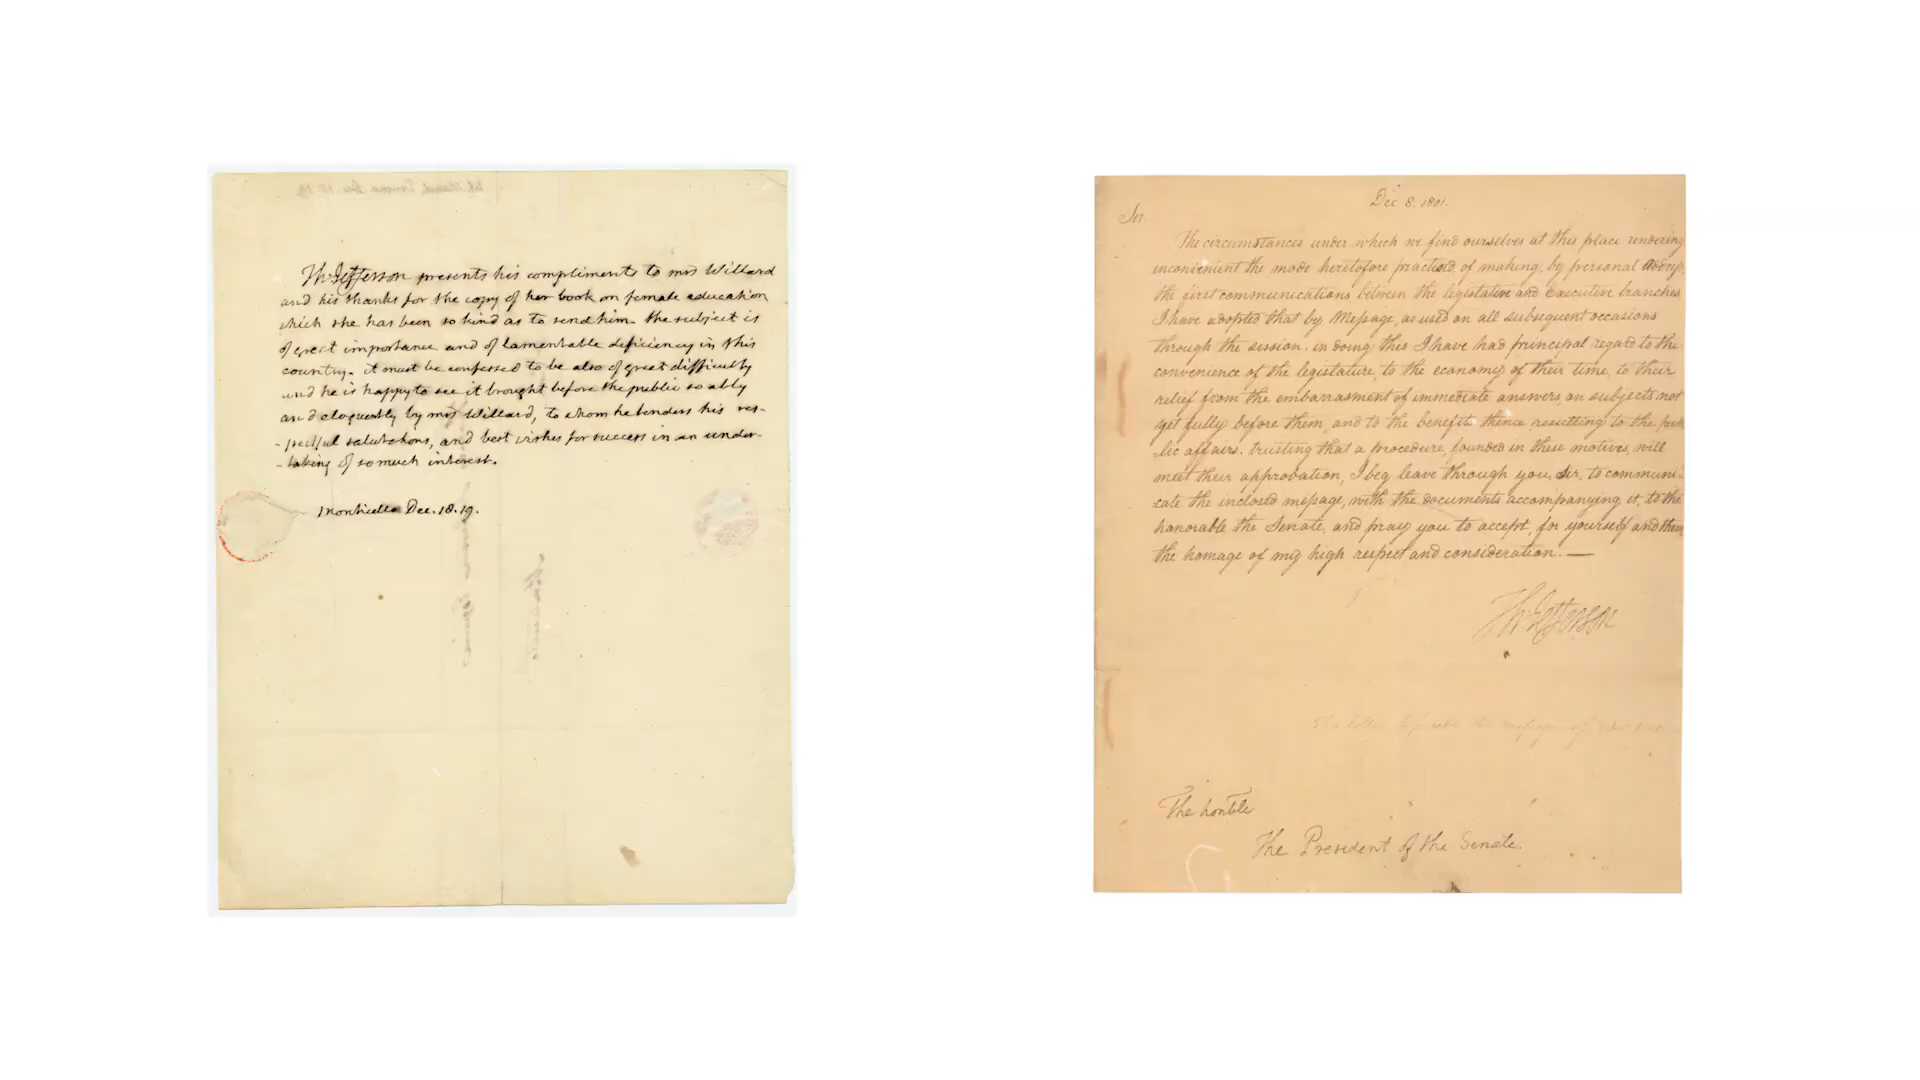 Th: Jefferson presents his compliments to mrs Willard
and his thanks for the copy of her book on female education
which she has been so kind as to send him. the subject is
of great importance and of lamentable deficiency in this
country. it must be confessed to be also of great difficulty
and he is happy to see it brought before the public so ably
and eloquently by mrs Willard, to whom he tenders his res-
-pectful salutations, and best wishes for success in an under-
-taking of so much interest.
Monticello Dec. 18. 19.
Dec 8. 1801.
Sir
The circumstances under which we find ourselves at this place rendering
inconvenient the mode heretofore practised, of making, by personal address,
the first communications between the legislative and Executive branches,
I have adopted that by Message, as used on all subsequent occasions
through the session. in doing this I have had principal regard to the
convenience of the legislature, to the economy of their time, to their
relief from the embarrasment of immediate answers, on subjects not
yet fully before them and to the benefits thence resulting to the pub-
lic affairs. trusting that a procedure, founded in these motives, will
meet their approbation, I beg leave through you, Sir, to communi-
cate the inclosed message, with the documents accompanying it, to the
honorable the Senate, and pray you to accept, for yourself and them,
the homage of my high respect and consideration. —
Th: Jefferson
The honble
The President of the Senate.